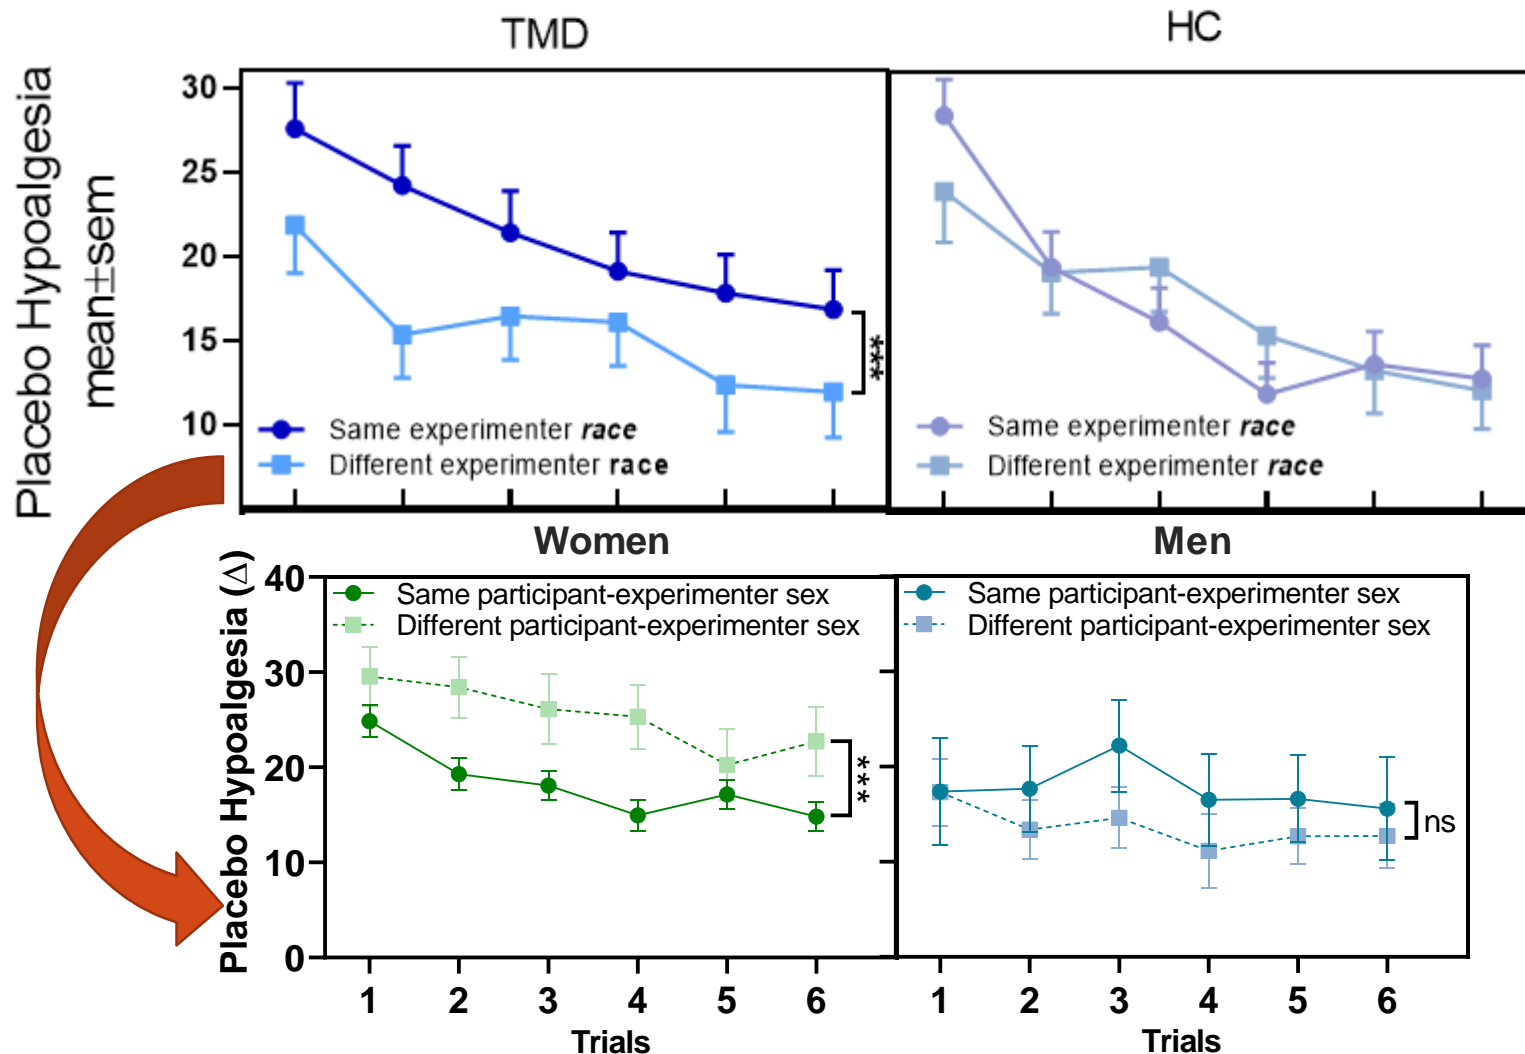 TMD
HC
Placebo Hypoalgesia
mean±sem
30
25
20
15
10
***
Same experimenter race
Different experimenter race
Same experimenter race
Different experimenter race
Women
Men
Placebo Hypoalgesia (Δ)
40
30
20
10
0
Same participant-experimenter sex
Different participant-experimenter sex
***
1 2 3 4 5 6
Trials
Same participant-experimenter sex
Different participant-experimenter sex
ns
1 2 3 4 5 6
Trials